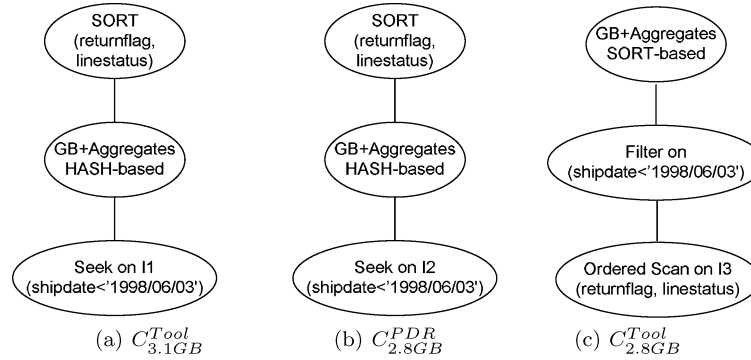 SORT
(returnflag,
linestatus)
GB+Aggregates
HASH-based
Seek on I1
(shipdate<'1998/06/03')
(a) C^{Tool}_{3.1GB}
SORT
(returnflag,
linestatus)
GB+Aggregates
HASH-based
Seek on I2
(shipdate<'1998/06/03')
(b) C^{PDR}_{2.8GB}
GB+Aggregates
SORT-based
Filter on
(shipdate<'1998/06/03')
Ordered Scan on I3
(returnflag, linestatus)
(c) C^{Tool}_{2.8GB}